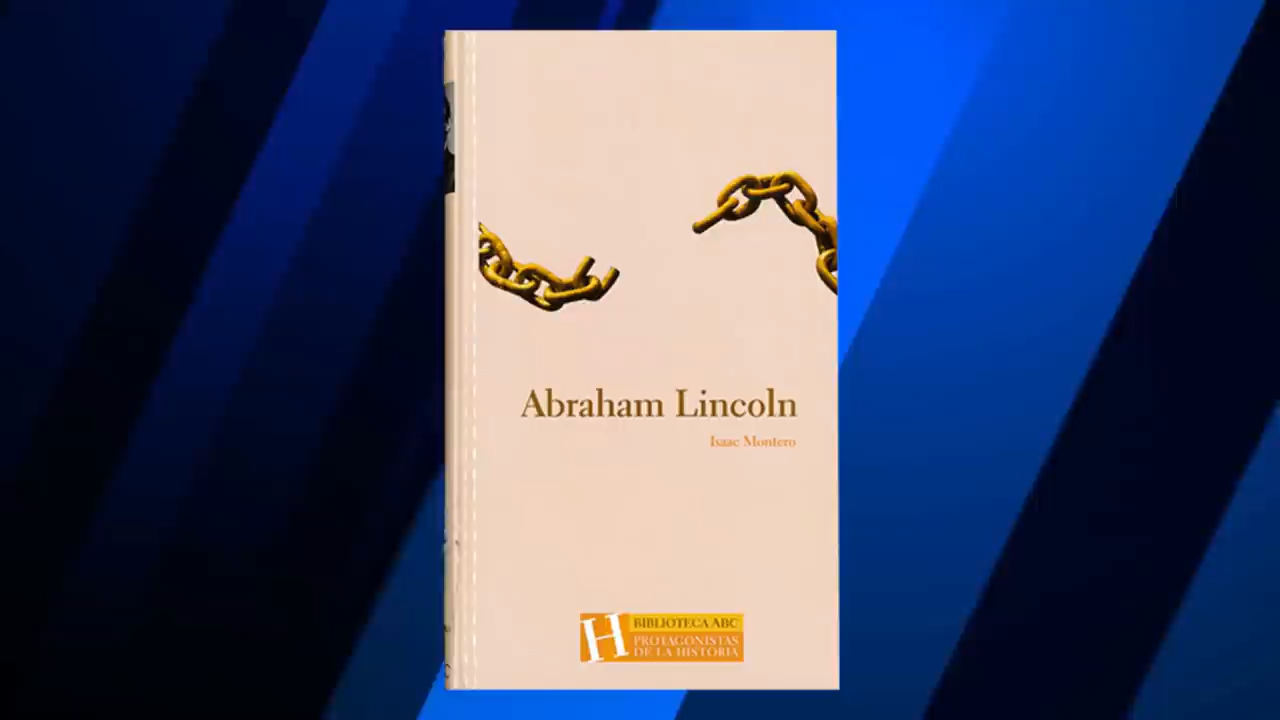 Abraham Lincoln
Isaac Montero
H
BIBLIOTECA ABC
PROTAGONISTAS
DE LA HISTORIA